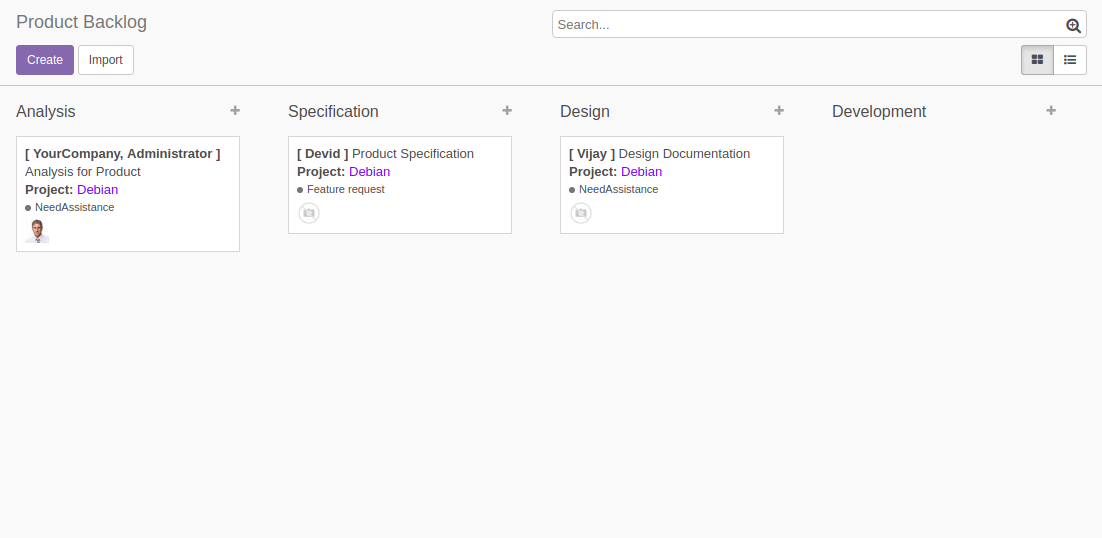 Product Backlog
Search...
Create
Import
Analysis
Specification
Design
Development
[ YourCompany, Administrator ]
Analysis for Product
Project: Debian
NeedAssistance
[ Devid ] Product Specification
Project: Debian
Feature request
[ Vijay ] Design Documentation
Project: Debian
NeedAssistance